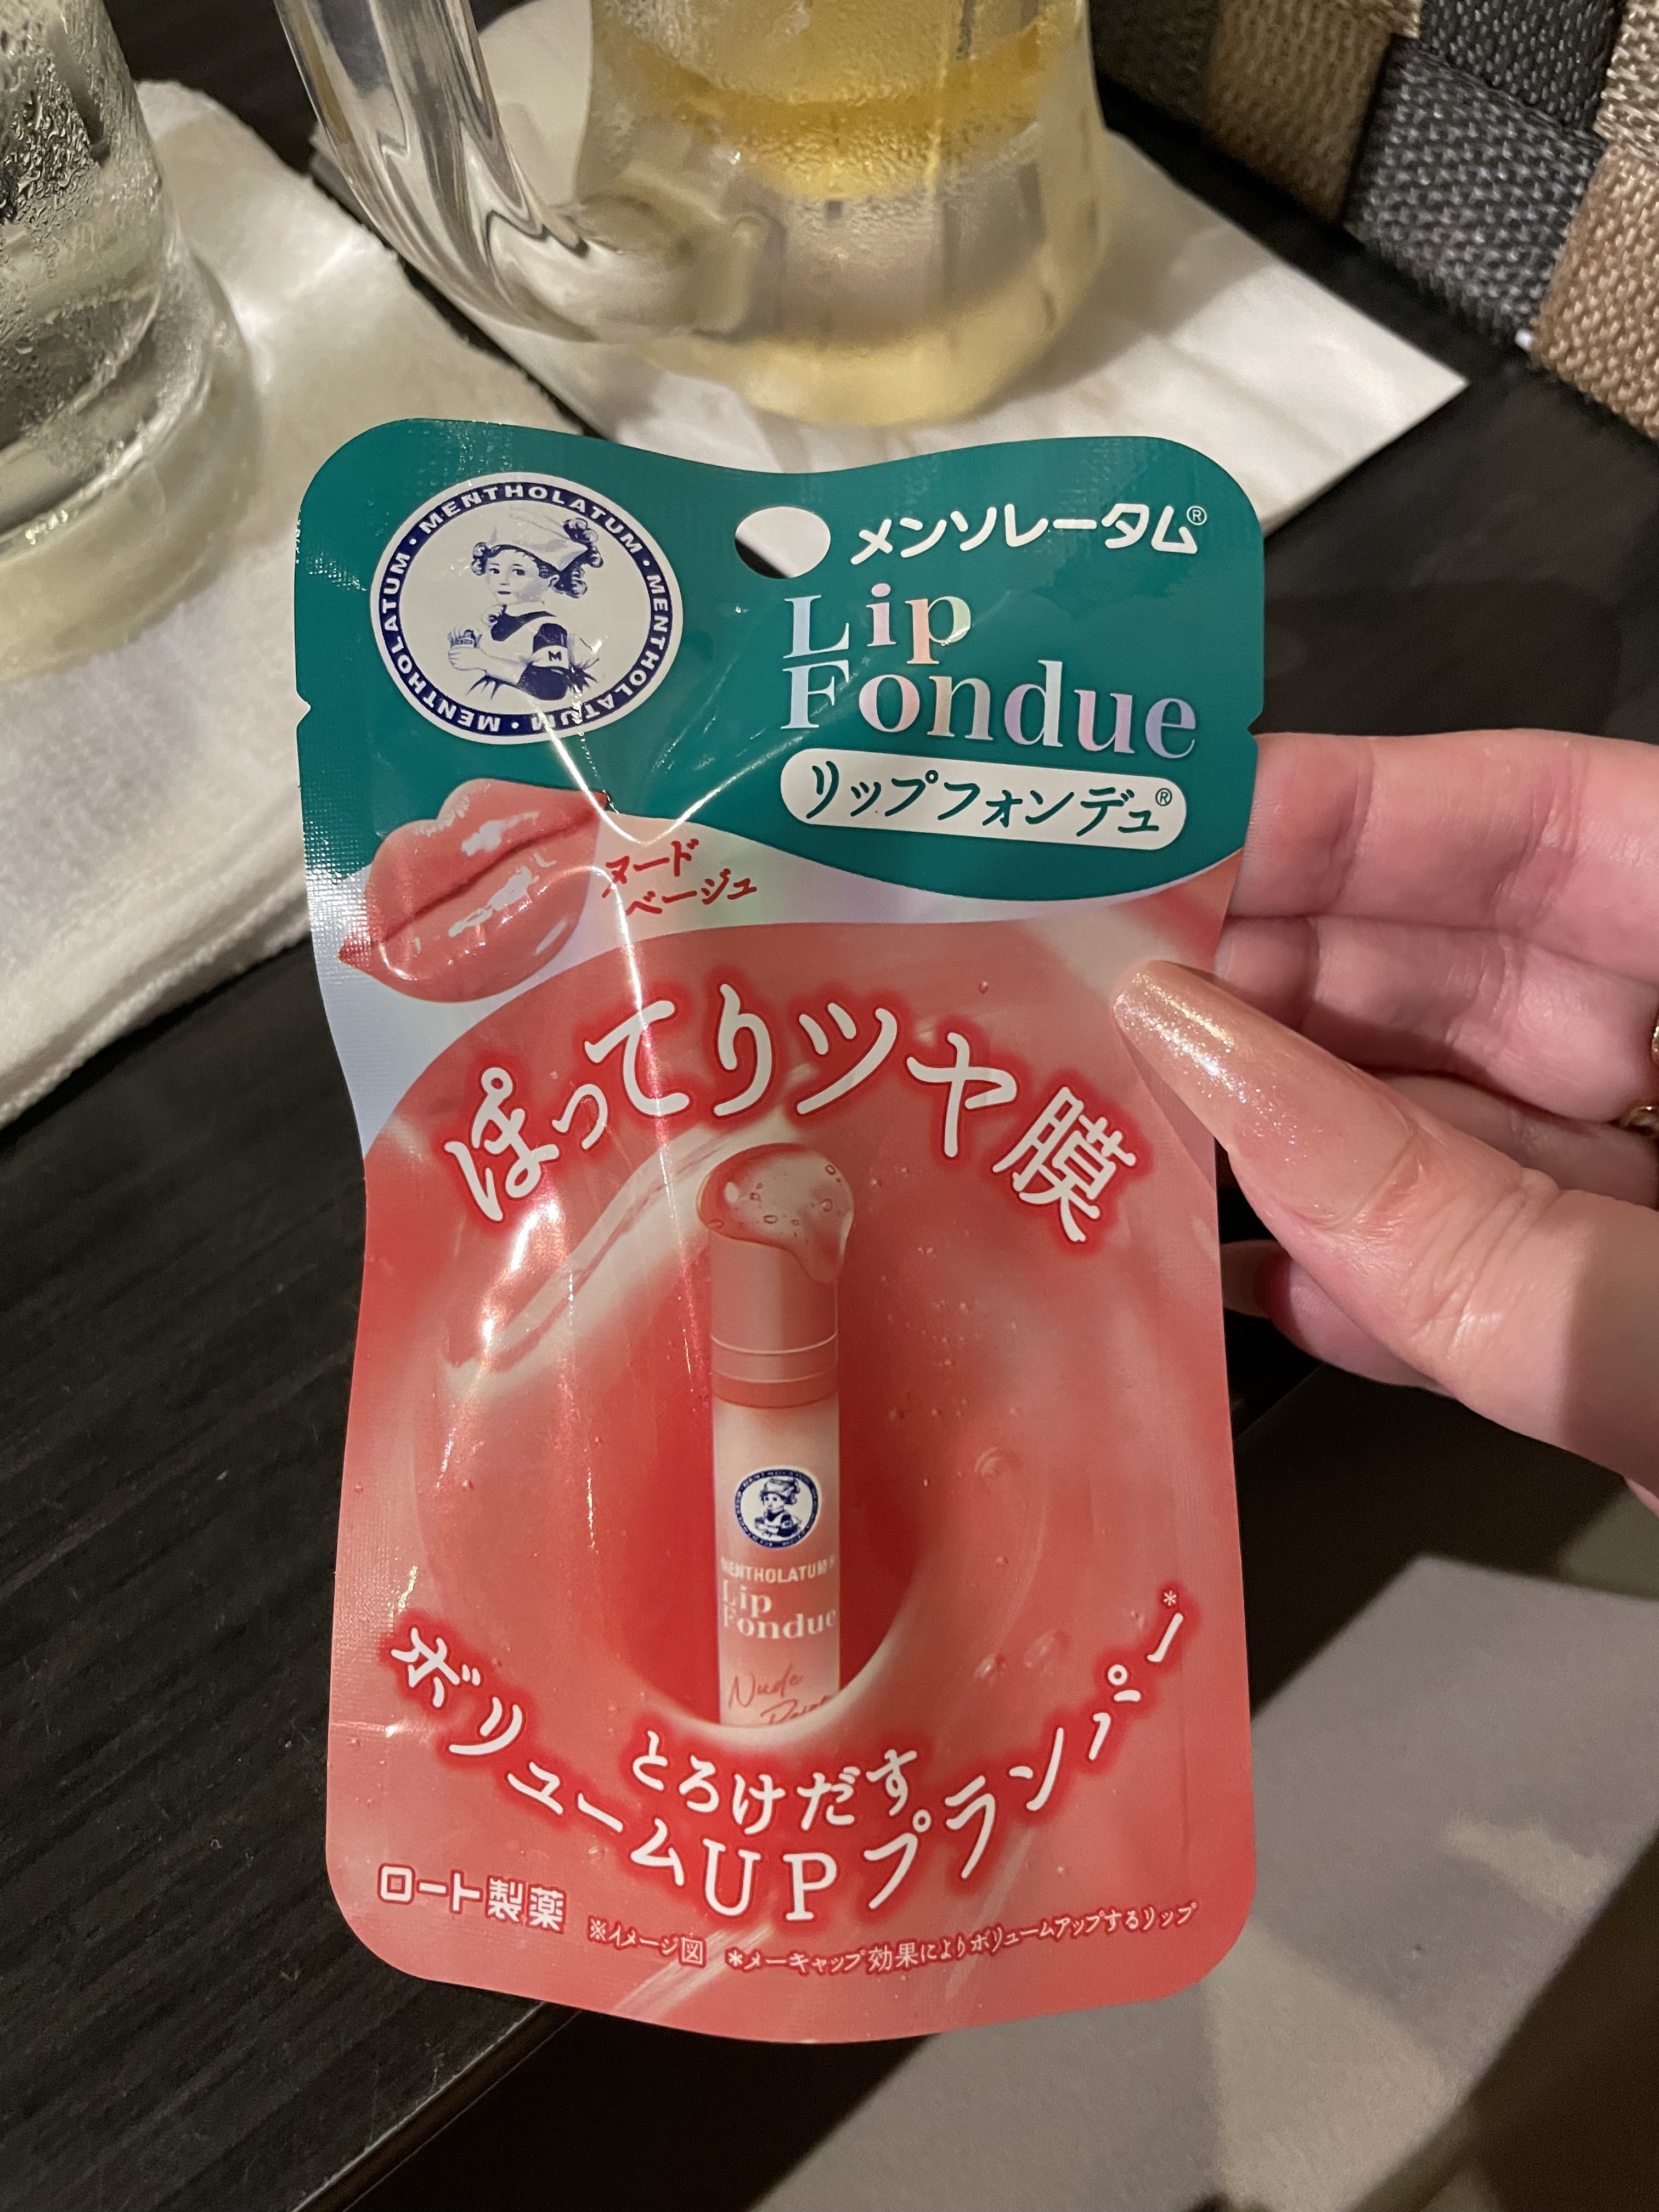 MENTHOLATUM・MENTHOLATUM・MENTHOLATUM・MENTHOLATUM・
メンソレータム®
Lip
Fondue
リップフォンデュ®
ヌード
ベージュ
M
ぽってりツヤ膜
MENTHOLATUM®
Lip
Fondue
Nude
とろけだす
ボリュームUPプランパー*
ロート製薬
※イメージ図 *メーキャップ効果によりボリュームアップするリップ